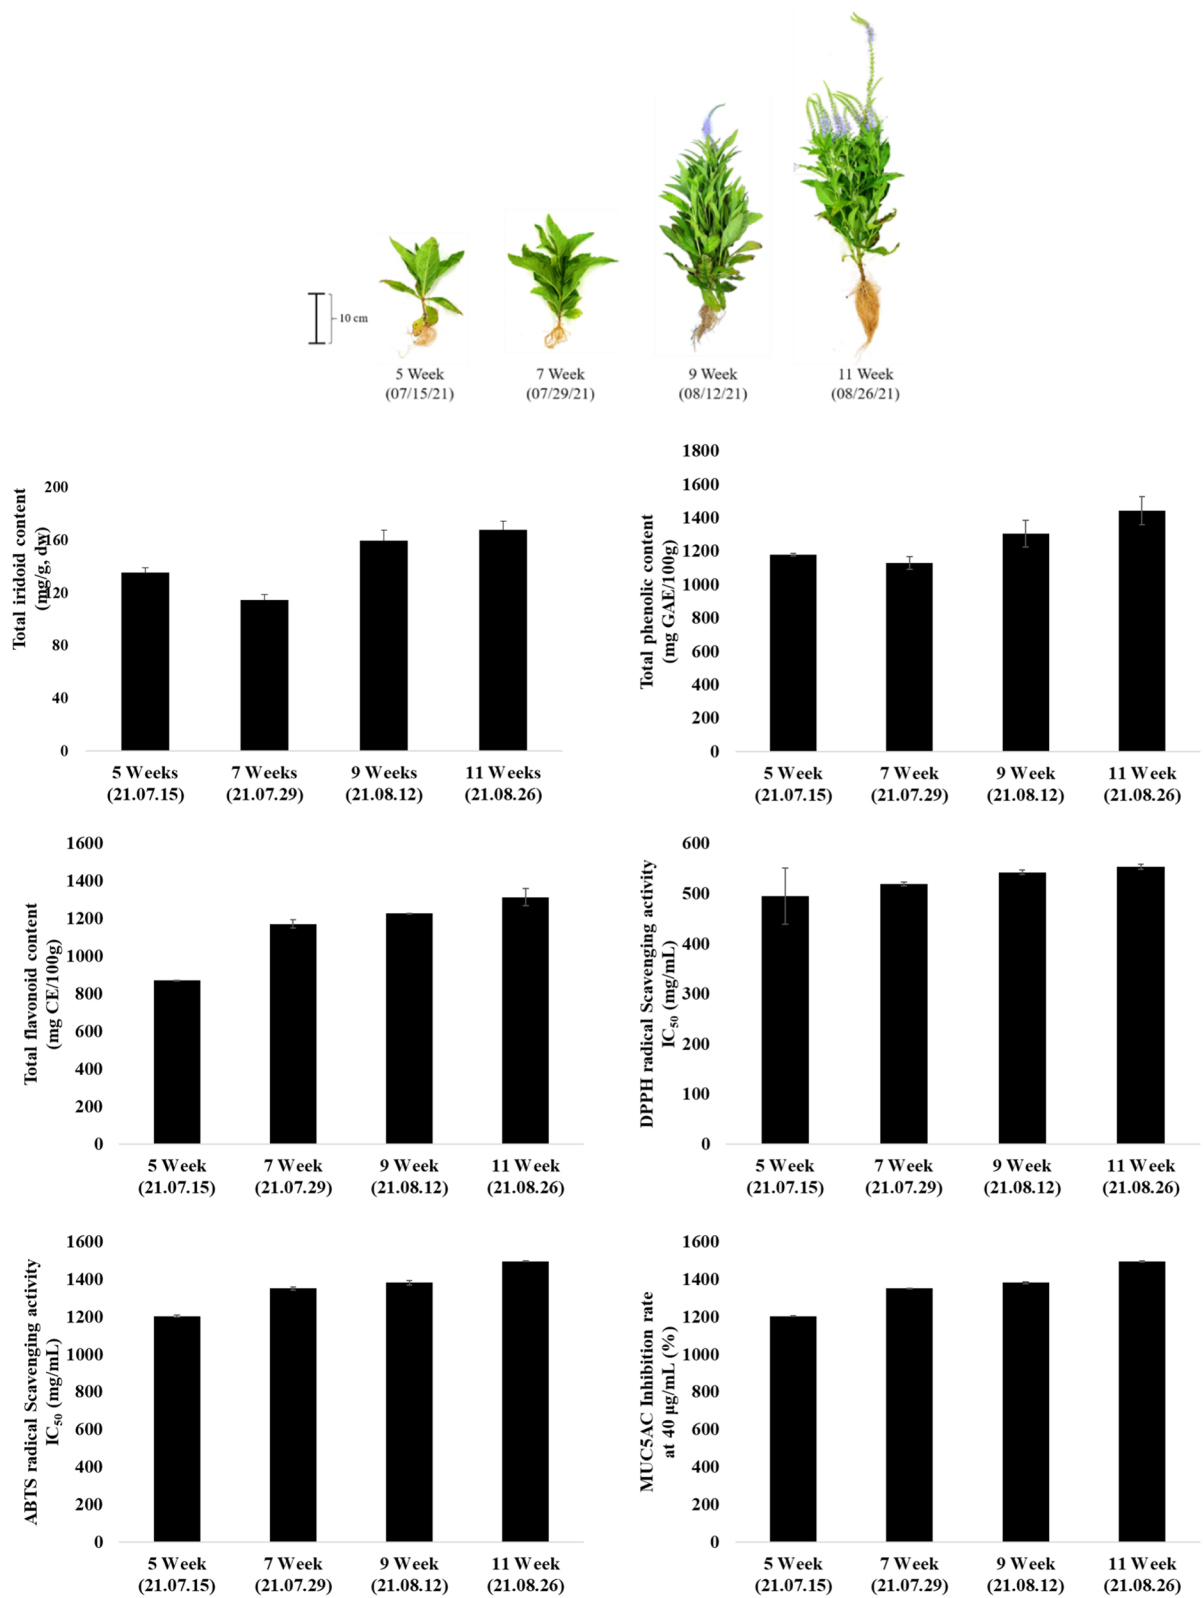 10 cm
5 Week
(07/15/21)
7 Week
(07/29/21)
9 Week
(08/12/21)
11 Week
(08/26/21)
Total iridoid content
(mg/g, dw)
200
160
120
80
40
0
5 Weeks
(21.07.15)
7 Weeks
(21.07.29)
9 Weeks
(21.08.12)
11 Weeks
(21.08.26)
Total phenolic content
(mg GAE/100g)
1800
1600
1400
1200
1000
800
600
400
200
0
5 Week
(21.07.15)
7 Week
(21.07.29)
9 Week
(21.08.12)
11 Week
(21.08.26)
Total flavonoid content
(mg CE/100g)
1600
1400
1200
1000
800
600
400
200
0
5 Week
(21.07.15)
7 Week
(21.07.29)
9 Week
(21.08.12)
11 Week
(21.08.26)
DPPH radical Scavenging activity
IC₅₀ (mg/mL)
600
500
400
300
200
100
0
5 Week
(21.07.15)
7 Week
(21.07.29)
9 Week
(21.08.12)
11 Week
(21.08.26)
ABTS radical Scavenging activity
IC₅₀ (mg/mL)
1600
1400
1200
1000
800
600
400
200
0
5 Week
(21.07.15)
7 Week
(21.07.29)
9 Week
(21.08.12)
11 Week
(21.08.26)
MUC5AC Inhibition rate
at 40 µg/mL (%)
1600
1400
1200
1000
800
600
400
200
0
5 Week
(21.07.15)
7 Week
(21.07.29)
9 Week
(21.08.12)
11 Week
(21.08.26)